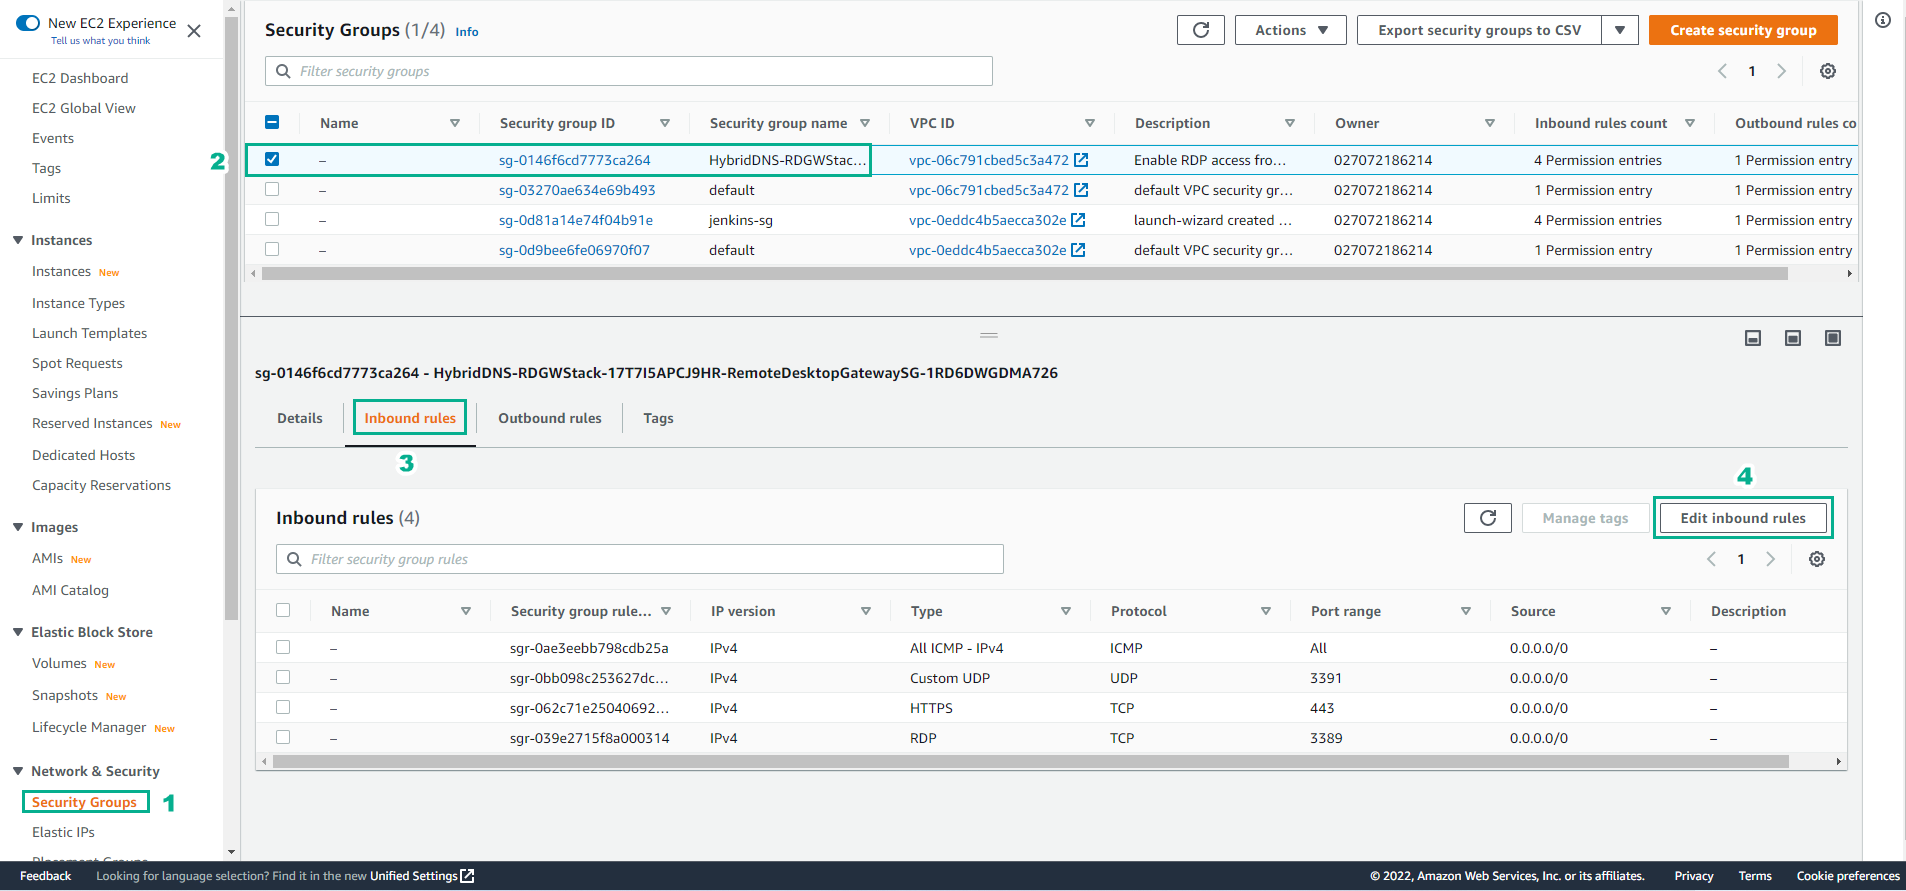 New EC2 Experience
Tell us what you think
EC2 Dashboard
EC2 Global View
Events
Tags
Limits
Instances
Instances New
Instance Types
Launch Templates
Spot Requests
Savings Plans
Reserved Instances New
Dedicated Hosts
Capacity Reservations
Images
AMIs New
AMI Catalog
Elastic Block Store
Volumes New
Snapshots New
Lifecycle Manager New
Network & Security
Security Groups 1
Elastic IPs
Placement Groups
Security Groups (1/4) Info
Actions
Export security groups to CSV
Create security group
Filter security groups
1
Name Security group ID Security group name VPC ID Description Owner Inbound rules count Outbound rules co
2 – sg-0146f6cd7773ca264 HybridDNS-RDGWStac... vpc-06c791cbed5c3a472 Enable RDP access fro... 027072186214 4 Permission entries 1 Permission entry
– sg-03270ae634e69b493 default vpc-06c791cbed5c3a472 default VPC security gr... 027072186214 1 Permission entry 1 Permission entry
– sg-0d81a14e74f04b91e jenkins-sg vpc-0eddc4b5aecca302e launch-wizard created ... 027072186214 4 Permission entries 1 Permission entry
– sg-0d9bee6fe06970f07 default vpc-0eddc4b5aecca302e default VPC security gr... 027072186214 1 Permission entry 1 Permission entry
sg-0146f6cd7773ca264 - HybridDNS-RDGWStack-17T7I5APCJ9HR-RemoteDesktopGatewaySG-1RD6DWGDMA726
Details Inbound rules Outbound rules Tags
3
4
Inbound rules (4)
Manage tags
Edit inbound rules
Filter security group rules
1
Name Security group rule... IP version Type Protocol Port range Source Description
– sgr-0ae3eebb798cdb25a IPv4 All ICMP - IPv4 ICMP All 0.0.0.0/0 –
– sgr-0bb098c253627dc... IPv4 Custom UDP UDP 3391 0.0.0.0/0 –
– sgr-062c71e25040692... IPv4 HTTPS TCP 443 0.0.0.0/0 –
– sgr-039e2715f8a000314 IPv4 RDP TCP 3389 0.0.0.0/0 –
Feedback Looking for language selection? Find it in the new Unified Settings © 2022, Amazon Web Services, Inc. or its affiliates. Privacy Terms Cookie preferences